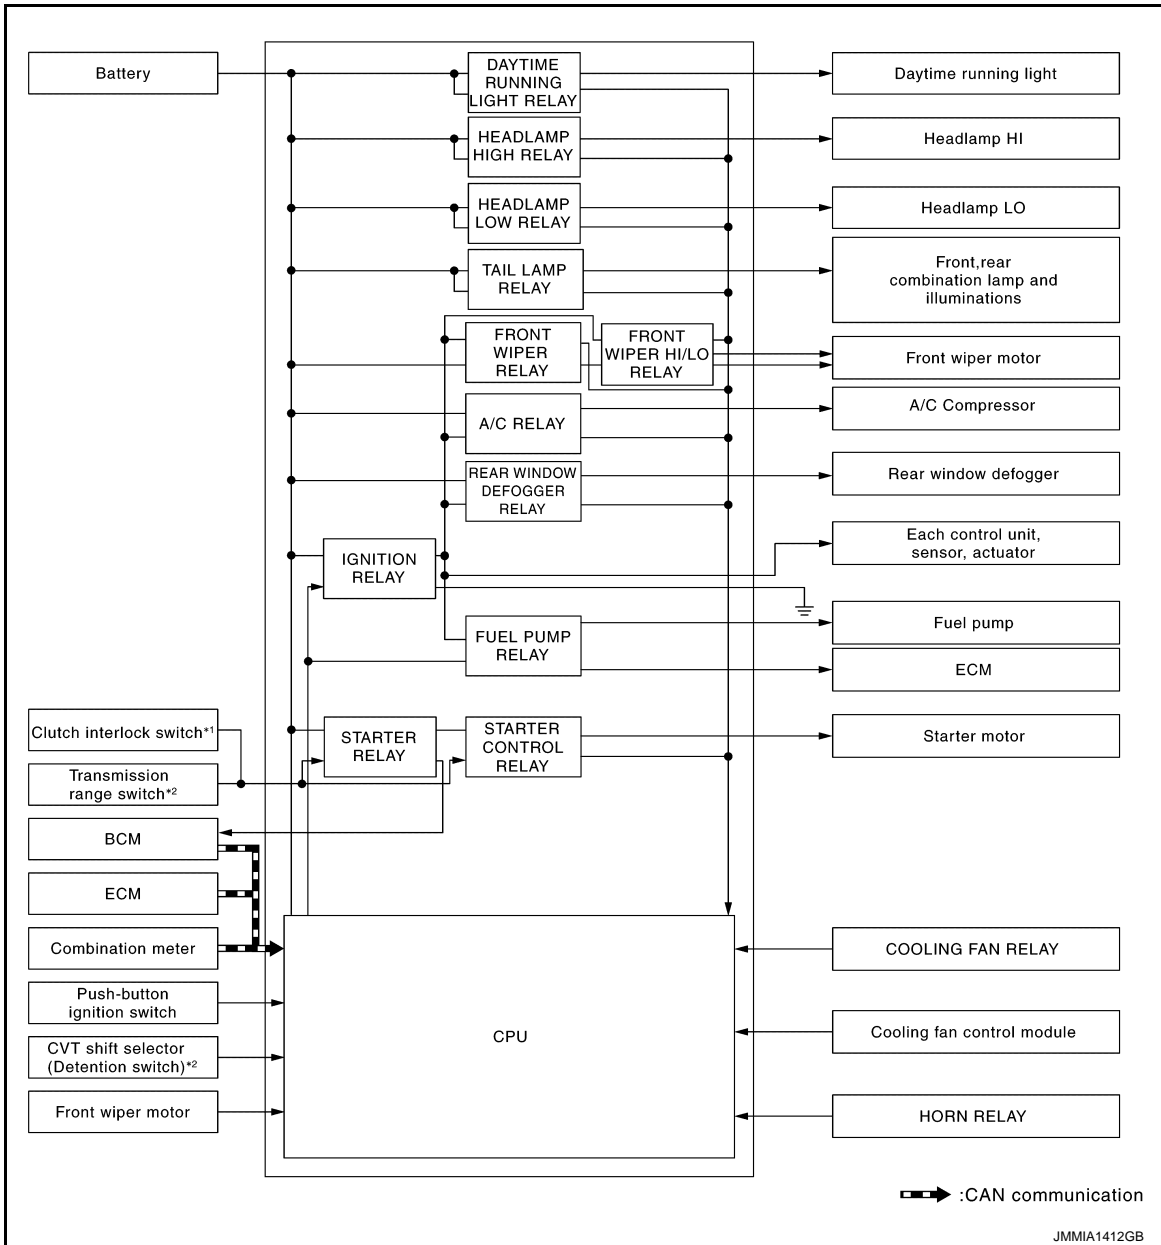 Battery
DAYTIME
RUNNING
LIGHT RELAY
Daytime running light
HEADLAMP
HIGH RELAY
Headlamp HI
HEADLAMP
LOW RELAY
Headlamp LO
TAIL LAMP
RELAY
Front,rear
combination lamp and
illuminations
FRONT
WIPER
RELAY
FRONT
WIPER HI/LO
RELAY
Front wiper motor
A/C RELAY
A/C Compressor
REAR WINDOW
DEFOGGER
RELAY
Rear window defogger
IGNITION
RELAY
Each control unit,
sensor, actuator
FUEL PUMP
RELAY
Fuel pump
ECM
Clutch interlock switch*1
STARTER
RELAY
STARTER
CONTROL
RELAY
Starter motor
Transmission
range switch*2
BCM
ECM
Combination meter
Push-button
ignition switch
CVT shift selector
(Detention switch)*2
Front wiper motor
CPU
COOLING FAN RELAY
Cooling fan control module
HORN RELAY
:CAN communication
JMMIA1412GB